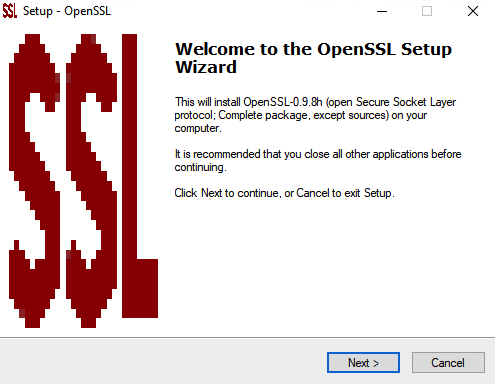 SSL Setup - OpenSSL
SSL
Welcome to the OpenSSL Setup
Wizard
This will install OpenSSL-0.9.8h (open Secure Socket Layer
protocol; Complete package, except sources) on your
computer.
It is recommended that you close all other applications before
continuing.
Click Next to continue, or Cancel to exit Setup.
Next >
Cancel